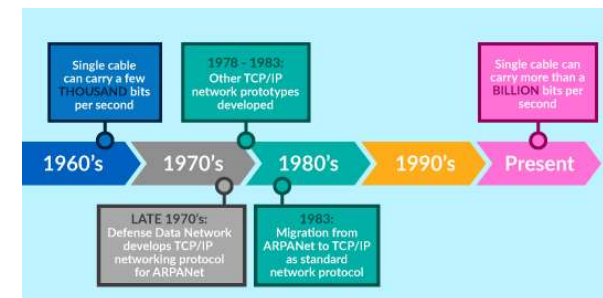 Single cable
can carry a few
THOUSAND bits
per second
1978 - 1983:
Other TCP/IP
network prototypes
developed
Single cable can
carry more than a
BILLION bits per
second
1960's
1970's
1980's
1990's
Present
LATE 1970's:
Defense Data Network
develops TCP/IP
networking protocol
for ARPANet
1983:
Migration from
ARPANet to TCP/IP
as standard
network protocol